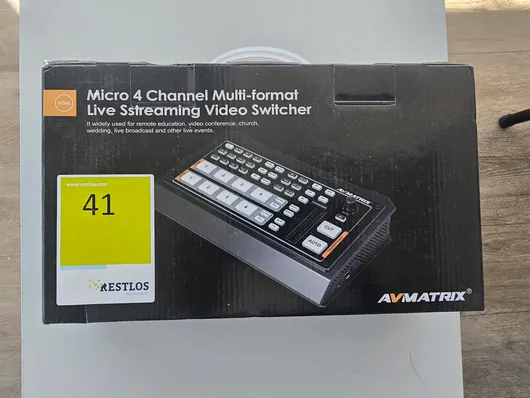 HDMI
Micro 4 Channel Multi-format
Live Sstreaming Video Switcher
It widely used for remote education, video conference, church,
wedding, live broadcast and other live events.
www.restlos.com
41
RESTLOS
AVMATRIX
CUT
AUTO
AVMATRIX®